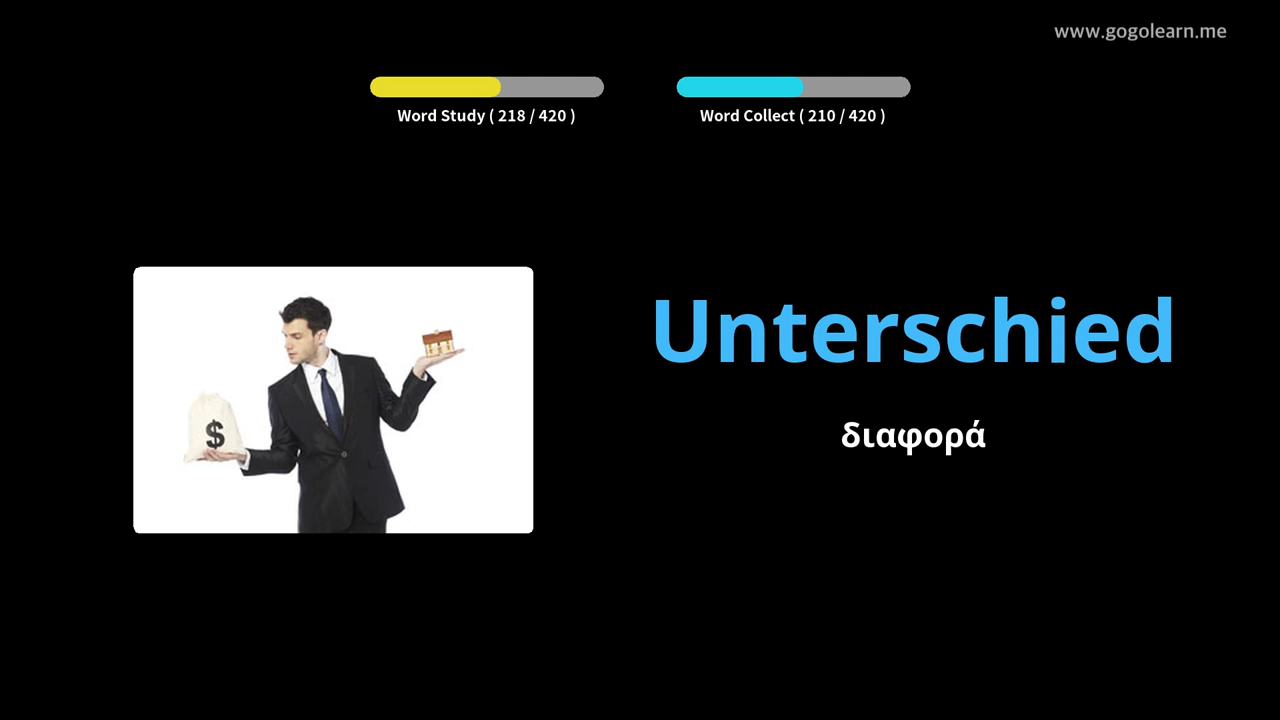 www.gogolearn.me
Word Study ( 218 / 420 )
Word Collect ( 210 / 420 )
$
Unterschied
διαφορά